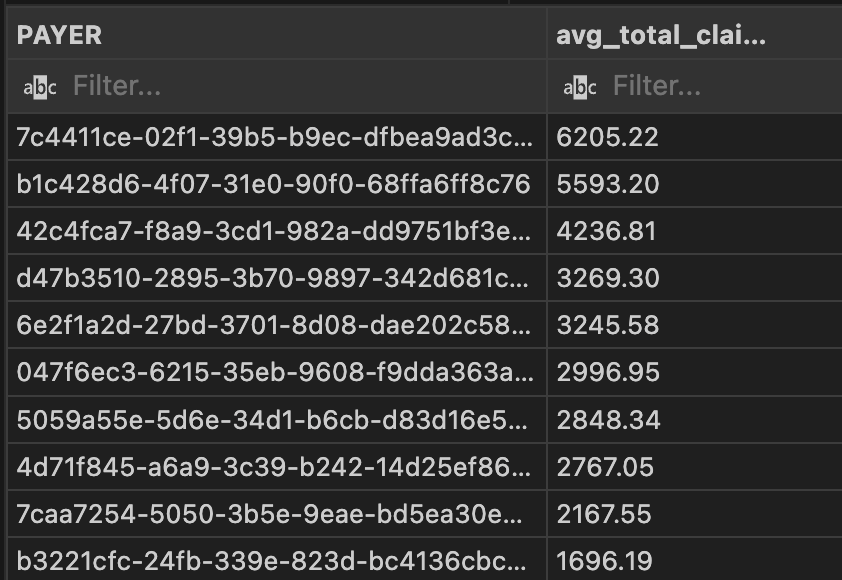 PAYER avg_total_clai...
abc Filter... abc Filter...
7c4411ce-02f1-39b5-b9ec-dfbea9ad3c... 6205.22
b1c428d6-4f07-31e0-90f0-68ffa6ff8c76 5593.20
42c4fca7-f8a9-3cd1-982a-dd9751bf3e... 4236.81
d47b3510-2895-3b70-9897-342d681c... 3269.30
6e2f1a2d-27bd-3701-8d08-dae202c58... 3245.58
047f6ec3-6215-35eb-9608-f9dda363a... 2996.95
5059a55e-5d6e-34d1-b6cb-d83d16e5... 2848.34
4d71f845-a6a9-3c39-b242-14d25ef86... 2767.05
7caa7254-5050-3b5e-9eae-bd5ea30e... 2167.55
b3221cfc-24fb-339e-823d-bc4136cbc... 1696.19